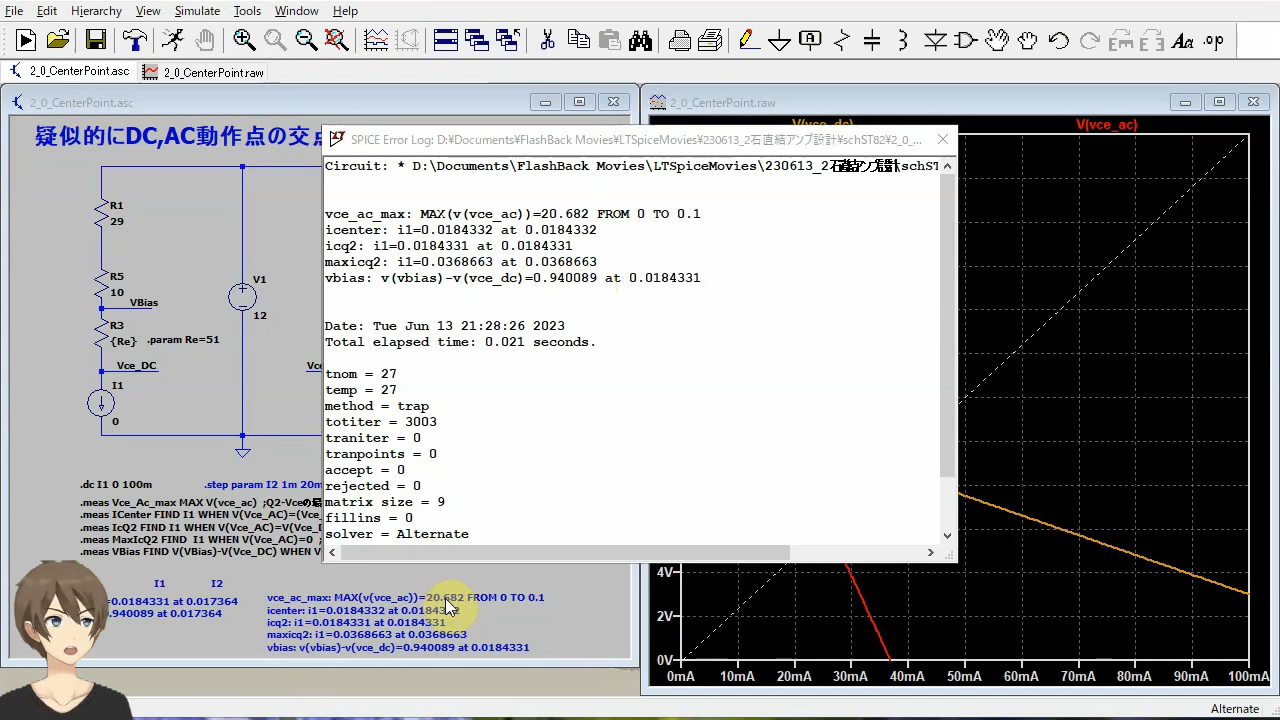 File Edit Hierarchy View Simulate Tools Window Help
2_0_CenterPoint.asc 2_0_CenterPoint.raw
2_0_CenterPoint.asc
2_0_CenterPoint.raw
疑似的にDC,AC動作点の交点
R1
29
R5
10
VBias
R3
{Re}
.param Re=51
Vce_DC
I1
0
V1
12
.dc I1 0 100m
.step param I2 1m 20m
.meas Vce_Ac_max MAX V(vce_ac) ;Q2-Vceの最
.meas ICenter FIND I1 WHEN V(vce_AC)=(Vce_
.meas IcQ2 FIND I1 WHEN V(vce_AC)=V(Vce_D
.meas MaxIcQ2 FIND I1 WHEN V(vce_AC)=0 ;
.meas VBias FIND V(VBias)-V(Vce_DC) WHEN V
I1 I2
=0.0184331 at 0.017364
=0.940089 at 0.017364
vce_ac_max: MAX(v(vce_ac))=20.682 FROM 0 TO 0.1
icenter: i1=0.0184332 at 0.0184332
icq2: i1=0.0184331 at 0.0184331
maxicq2: i1=0.0368663 at 0.0368663
vbias: v(vbias)-v(vce_dc)=0.940089 at 0.0184331
SPICE Error Log: D:¥Documents¥FlashBack Movies¥LTSpiceMovies¥230613_2石直結アンプ設計¥schST82¥2_0_...
Circuit: * D:\Documents\FlashBack Movies\LTSpiceMovies\230613_2石直結アンプ設計\schST
vce_ac_max: MAX(v(vce_ac))=20.682 FROM 0 TO 0.1
icenter: i1=0.0184332 at 0.0184332
icq2: i1=0.0184331 at 0.0184331
maxicq2: i1=0.0368663 at 0.0368663
vbias: v(vbias)-v(vce_dc)=0.940089 at 0.0184331
Date: Tue Jun 13 21:28:26 2023
Total elapsed time: 0.021 seconds.
tnom = 27
temp = 27
method = trap
totiter = 3003
traniter = 0
tranpoints = 0
accept = 0
rejected = 0
matrix size = 9
fillins = 0
solver = Alternate
V(vce_ac)
4V
2V
0V
0mA 10mA 20mA 30mA 40mA 50mA 60mA 70mA 80mA 90mA 100mA
Alternate